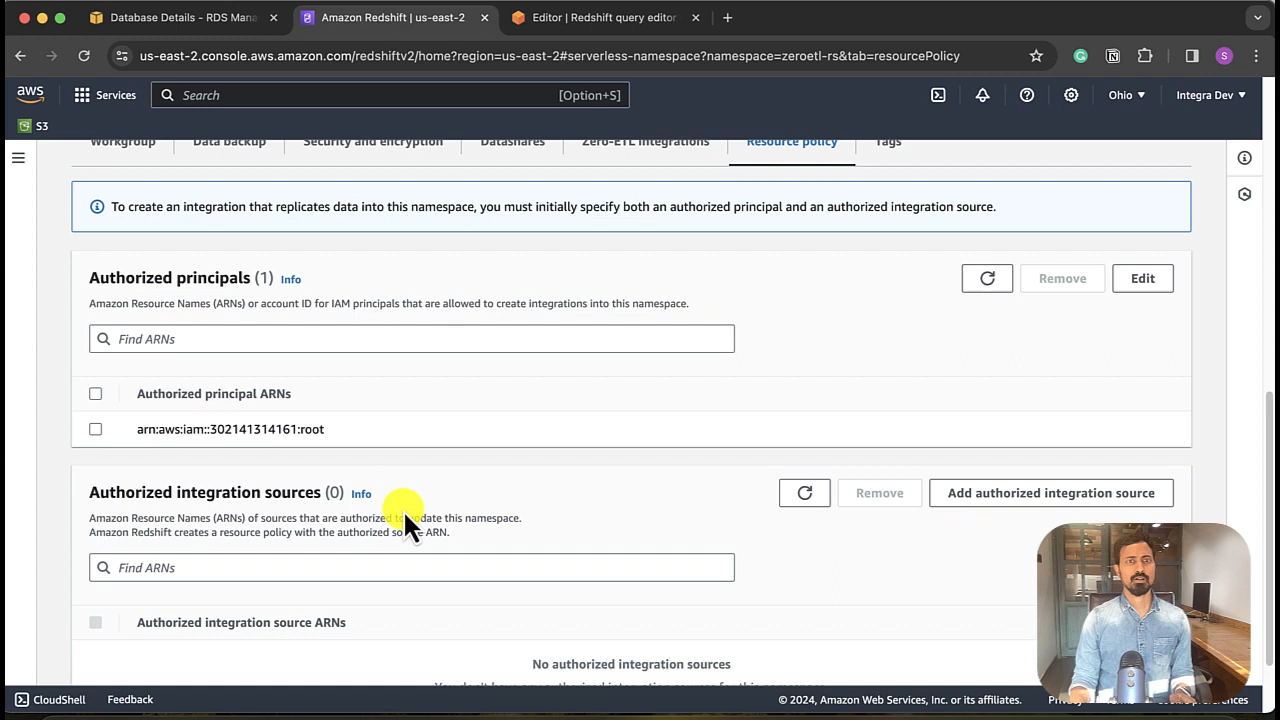 Database Details - RDS Mana
Amazon Redshift | us-east-2
Editor | Redshift query editor
us-east-2.console.aws.amazon.com/redshiftv2/home?region=us-east-2#serverless-namespace?namespace=zeroetl-rs&tab=resourcePolicy
S
aws
Services
Search
[Option+S]
Ohio
Integra Dev
S3
Workgroup
Data backup
Security and encryption
Datashares
Zero-ETL integrations
Resource policy
Tags
To create an integration that replicates data into this namespace, you must initially specify both an authorized principal and an authorized integration source.
Authorized principals (1) Info
Remove
Edit
Amazon Resource Names (ARNs) or account ID for IAM principals that are allowed to create integrations into this namespace.
Find ARNs
Authorized principal ARNs
arn:aws:iam::302141314161:root
Authorized integration sources (0) Info
Remove
Add authorized integration source
Amazon Resource Names (ARNs) of sources that are authorized to update this namespace.
Amazon Redshift creates a resource policy with the authorized source ARN.
Find ARNs
Authorized integration source ARNs
No authorized integration sources
CloudShell
Feedback
© 2024, Amazon Web Services, Inc. or its affiliates.